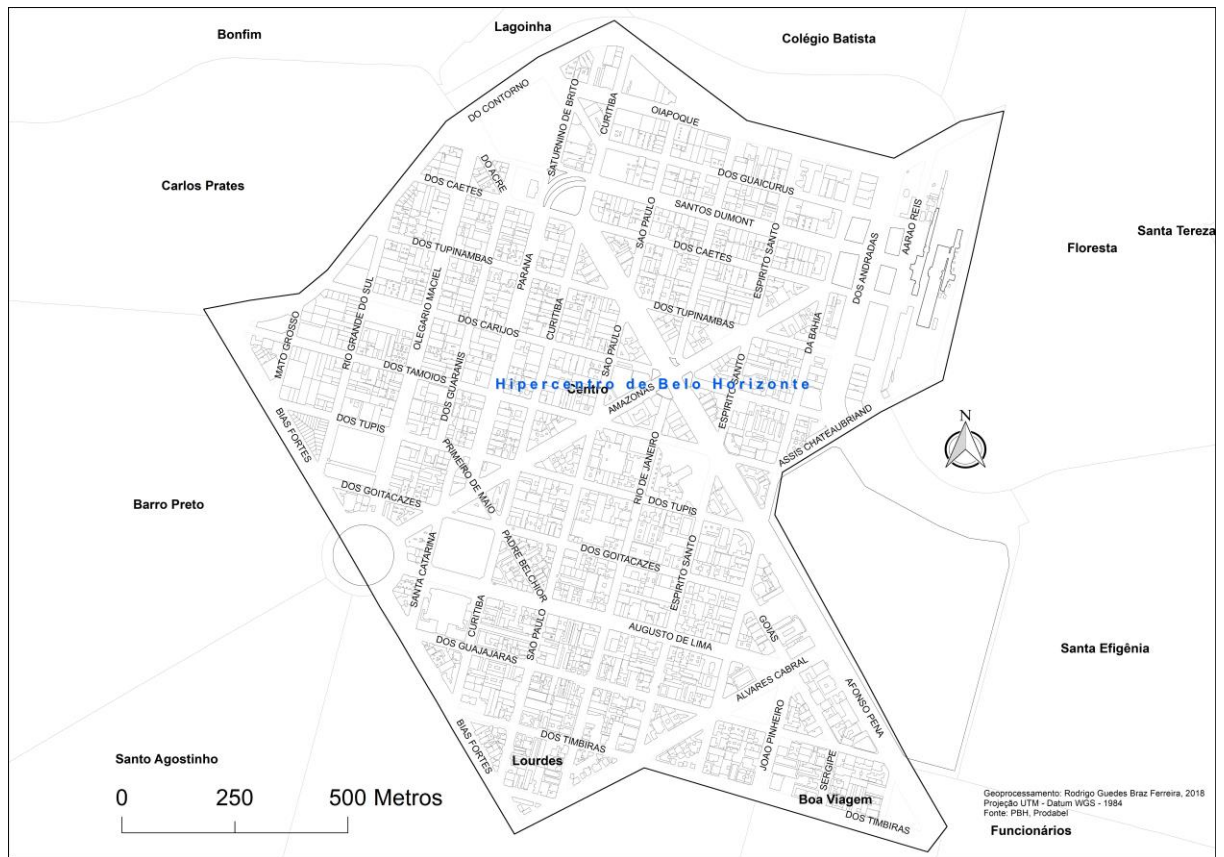 Lagoinha
Bonfim
Colégio Batista
DO CONTORNO
SATURNINO DE BRITO
CURITIBA
OIAPOQUE
DO ACRE
DOS GUAICURUS
Carlos Prates
DOS CAETES
SANTOS DUMONT
SAO PAULO
AARAO REIS
Santa Tereza
Floresta
DOS TUPINAMBAS
DOS CAETES
ESPIRITO SANTO
DOS ANDRADAS
PARANA
OLEGARIO MACIEL
RIO GRANDE DO SUL
MATO GROSSO
DOS CARIJOS
CURITIBA
DOS TUPINAMBAS
SAO PAULO
DA BAHIA
DOS TAMOIOS
DOS GUARANIS
Hipercentro de Belo Horizonte
Centro
AMAZONAS
ESPIRITO SANTO
BIAS FORTES
DOS TUPIS
ASSIS CHATEAUBRIAND
N
PRIMEIRO DE MAIO
RIO DE JANEIRO
Barro Preto
DOS GOITACAZES
DOS TUPIS
PADRE BELCHIOR
DOS GOITACAZES
SANTA CATARINA
ESPIRITO SANTO
CURITIBA
SAO PAULO
AUGUSTO DE LIMA
GOIAS
DOS GUAJAJARAS
Santa Efigênia
ALVARES CABRAL
AFONSO PENA
BIAS FORTES
DOS TIMBIRAS
JOAO PINHEIRO
SERGIPE
Santo Agostinho
Lourdes
0 250 500 Metros
Boa Viagem
DOS TIMBIRAS
Geoprocessamento: Rodrigo Guedes Braz Ferreira, 2018
Projeção UTM - Datum WGS - 1984
Fonte: PBH, Prodabel
Funcionários